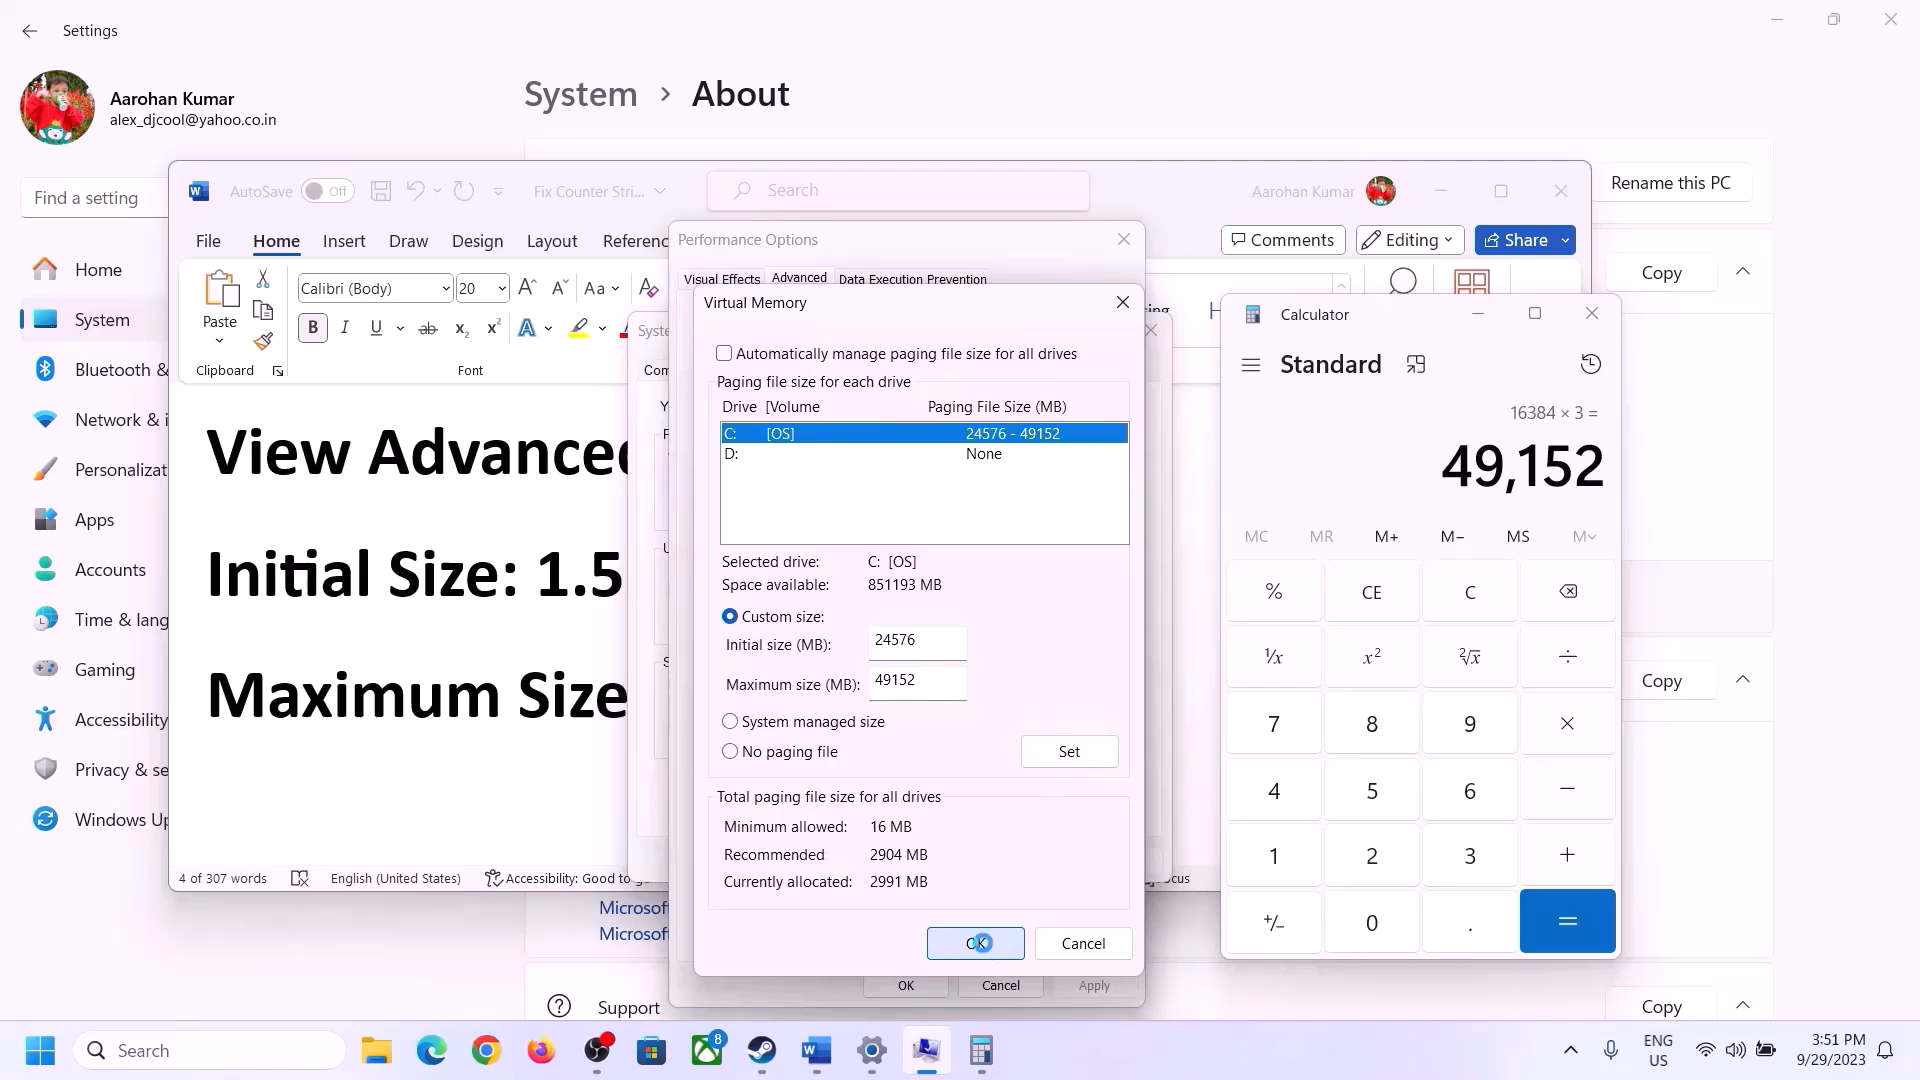 Settings
Aarohan Kumar
alex_djcool@yahoo.co.in
System > About
Find a setting
Rename this PC
Home
System
Bluetooth &
Network & i
Personalizat
Apps
Accounts
Time & lang
Gaming
Accessibility
Privacy & se
Windows Up
AutoSave Off
Fix Counter Stri...
Search
Aarohan Kumar
File Home Insert Draw Design Layout Referenc
Comments Editing Share
Paste
Calibri (Body) 20
Clipboard
Font
View Advanced
Initial Size: 1.5
Maximum Size
4 of 307 words
English (United States)
Accessibility: Good to g
Performance Options
Visual Effects Advanced Data Execution Prevention
Syste
Com
Virtual Memory
Automatically manage paging file size for all drives
Paging file size for each drive
Drive [Volume Paging File Size (MB)
C: [OS] 24576 - 49152
D: None
Selected drive: C: [OS]
Space available: 851193 MB
Custom size:
Initial size (MB): 24576
Maximum size (MB): 49152
System managed size
No paging file
Set
Total paging file size for all drives
Minimum allowed: 16 MB
Recommended 2904 MB
Currently allocated: 2991 MB
OK Cancel
OK Cancel Apply
Calculator
Standard
16384 × 3 =
49,152
MC MR M+ M− MS M
% CE C
¹/x x² ²√x ÷
7 8 9 ×
4 5 6 −
1 2 3 +
+/− 0 . =
Copy
Copy
Copy
Microsof
Microsof
Support
Search
8
ENG
US
3:51 PM
9/29/2023